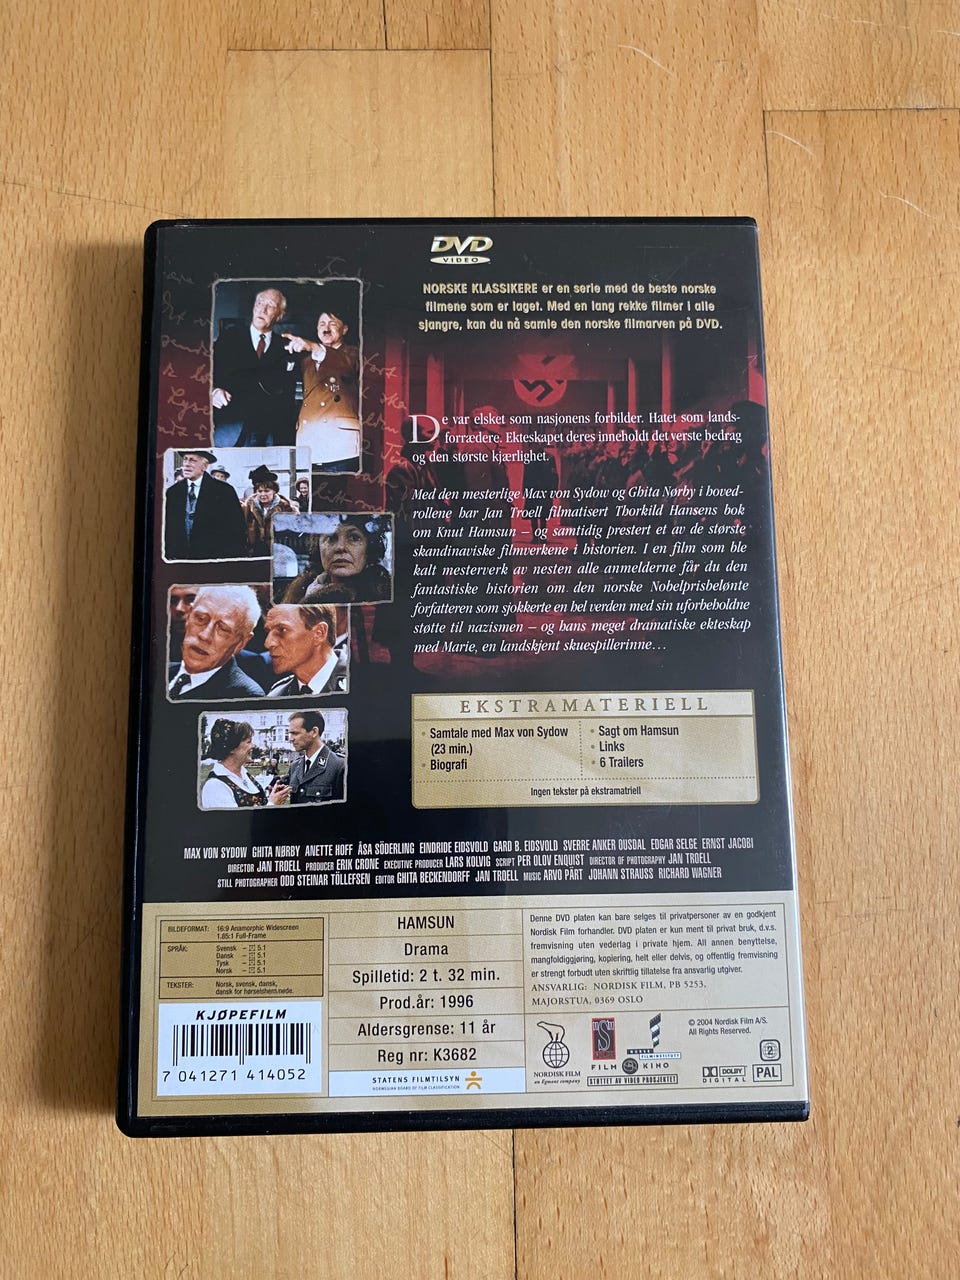 DVD
VIDEO
NORSKE KLASSIKERE er en serie med de beste norske
filmene som er laget. Med en lang rekke filmer i alle
sjangre, kan du nå samle den norske filmarven på DVD.
De var elsket som nasjonens forbilder. Hatet som lands-
forrædere. Ekteskapet deres inneholdt det verste bedrag
og den største kjærlighet.
Med den mesterlige Max von Sydow og Ghita Nørby i hoved-
rollene har Jan Troell filmatisert Thorkild Hansens bok
om Knut Hamsun – og samtidig prestert et av de største
skandinaviske filmverkene i historien. I en film som ble
kalt mesterverk av nesten alle anmelderne får du den
fantastiske historien om den norske Nobelprisbelønte
forfatteren som sjokkerte en hel verden med sin uforbeholdne
støtte til nazismen – og hans meget dramatiske ekteskap
med Marie, en landskjent skuespillerinne...
EKSTRAMATERIELL
• Samtale med Max von Sydow
(23 min.)
• Biografi
• Sagt om Hamsun
• Links
• 6 Trailers
Ingen tekster på ekstramatriell
MAX VON SYDOW GHITA NØRBY ANETTE HOFF ÅSA SÖDERLING EINDRIDE EIDSVOLD GARD B. EIDSVOLD SVERRE ANKER OUSDAL EDGAR SELGE ERNST JACOBI
DIRECTOR JAN TROELL PRODUCER ERIK CRONE EXECUTIVE PRODUCER LARS KOLVIG SCRIPT PER OLOV ENQUIST DIRECTOR OF PHOTOGRAPHY JAN TROELL
STILL PHOTOGRAPHER ODD STEINAR TÖLLEFSEN EDITOR GHITA BECKENDORFF JAN TROELL MUSIC ARVO PÄRT JOHANN STRAUSS RICHARD WAGNER
BILDEFORMAT: 16:9 Anamorphic Widescreen
1.85:1 Full-Frame
SPRÅK: Svensk – 5.1
Dansk – 5.1
Tysk – 5.1
Norsk – 5.1
TEKSTER: Norsk, svensk, dansk,
dansk for hørselshemmede.
KJØPEFILM
7 041271 414052
HAMSUN
Drama
Spilletid: 2 t. 32 min.
Prod.år: 1996
Aldersgrense: 11 år
Reg nr: K3682
STATENS FILMTILSYN
NORWEGIAN BOARD OF FILM CLASSIFICATION
Denne DVD platen kan bare selges til privatpersoner av en godkjent
Nordisk Film forhandler. DVD platen er kun ment til privat bruk, d.v.s.
fremvisning uten vederlag i private hjem. All annen benyttelse,
mangfoldiggjøring, kopiering, helt eller delvis, og offentlig fremvisning
er strengt forbudt uten skriftlig tillatelse fra ansvarlig utgiver.
ANSVARLIG: NORDISK FILM, PB 5253,
MAJORSTUA, 0369 OSLO
NORDISK FILM
an Egmont company
S
FILM & KINO
NORSK
FILMINSTITUTT
STØTTET AV VIDEO PROSJEKTET
© 2004 Nordisk Film A/S.
All Rights Reserved.
DOLBY
DIGITAL
2
PAL